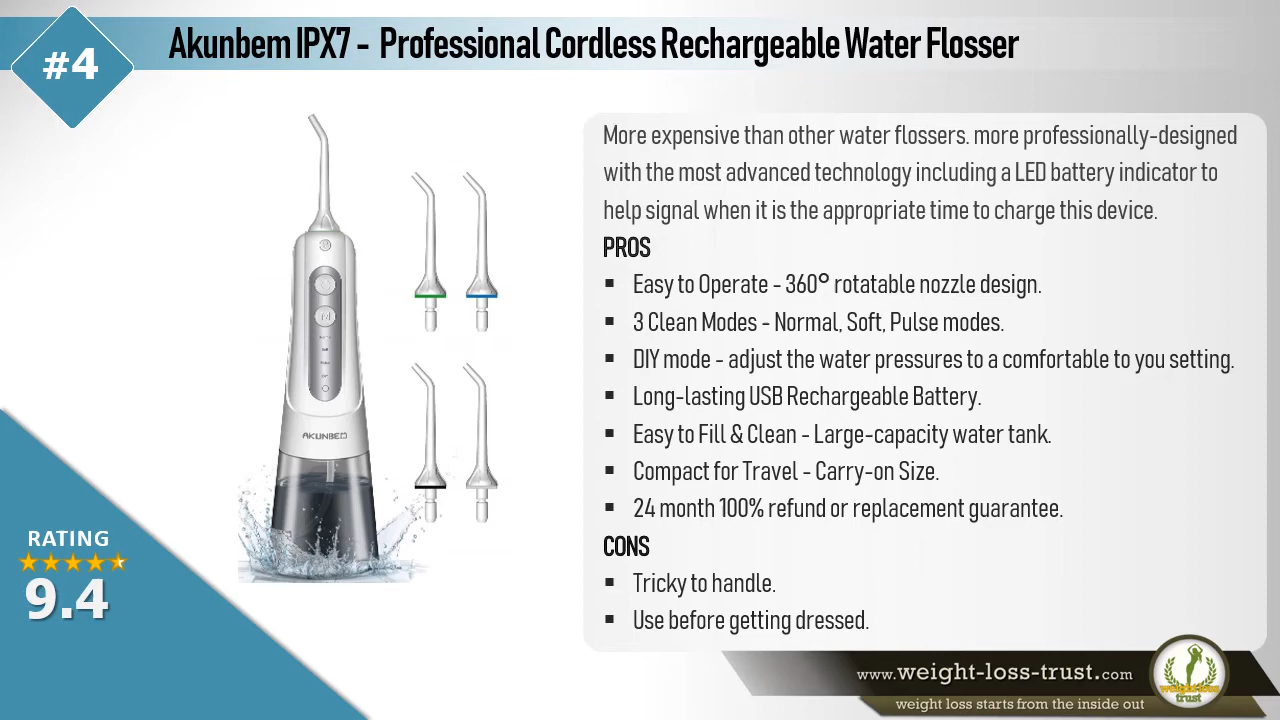 #4
Akunbem IPX7 - Professional Cordless Rechargeable Water Flosser
More expensive than other water flossers. more professionally-designed
with the most advanced technology including a LED battery indicator to
help signal when it is the appropriate time to charge this device.
PROS
▪ Easy to Operate - 360° rotatable nozzle design.
▪ 3 Clean Modes - Normal, Soft, Pulse modes.
▪ DIY mode - adjust the water pressures to a comfortable to you setting.
▪ Long-lasting USB Rechargeable Battery.
▪ Easy to Fill & Clean - Large-capacity water tank.
▪ Compact for Travel - Carry-on Size.
▪ 24 month 100% refund or replacement guarantee.
CONS
▪ Tricky to handle.
▪ Use before getting dressed.
AKUNBEM
RATING
9.4
www.weight-loss-trust.com
weight loss starts from the inside out
weight loss
trust